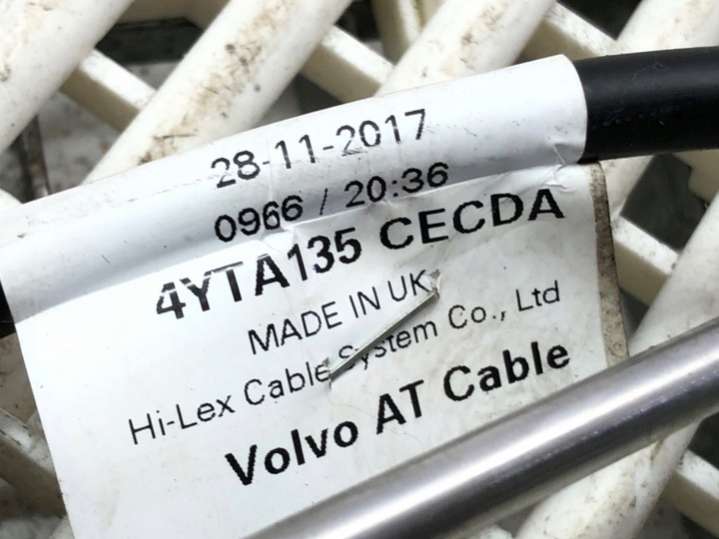 28-11-2017
0966 / 20:36
4YTA135 CECDA
MADE IN UK
Hi-Lex Cable System Co., Ltd
Volvo AT Cable